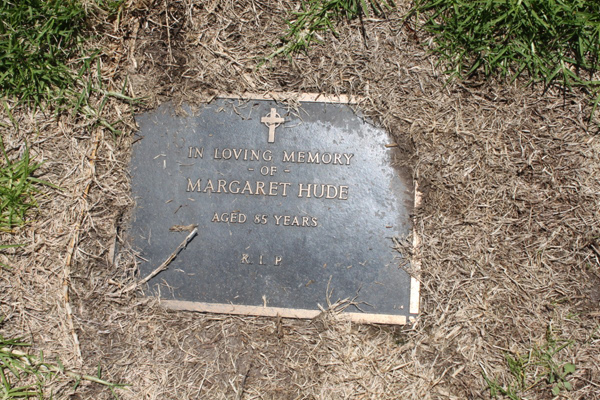 IN LOVING MEMORY
- OF -
MARGARET HUDE
AGED 85 YEARS
R.I.P.